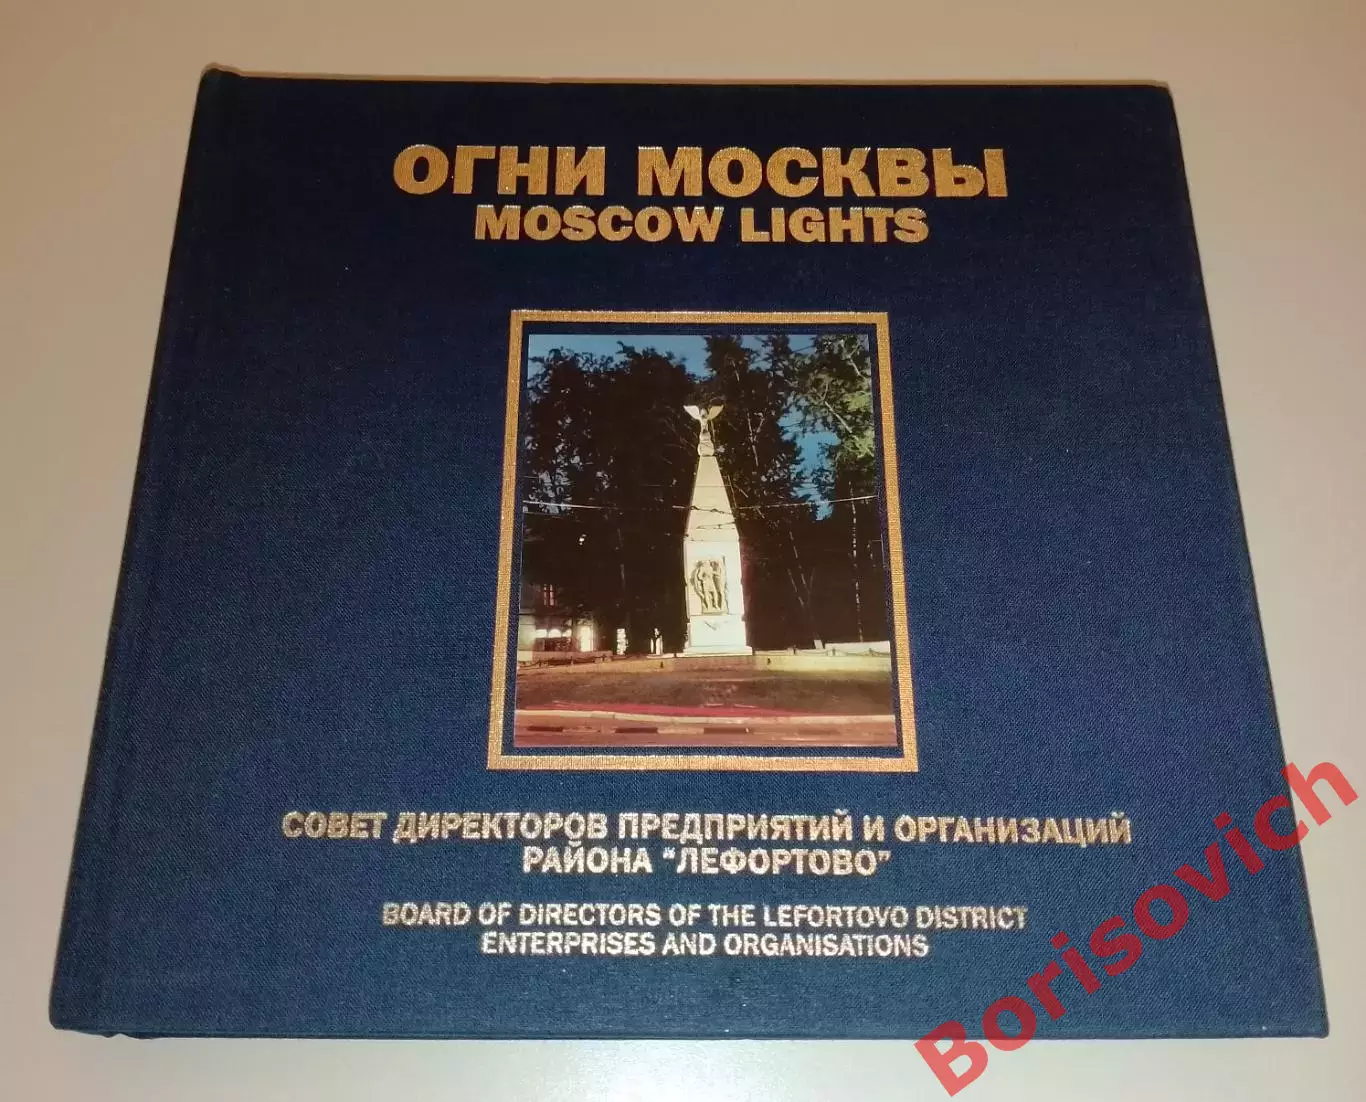 ОГНИ МОСКВЫ
MOSCOW LIGHTS
СОВЕТ ДИРЕКТОРОВ ПРЕДПРИЯТИЙ И ОРГАНИЗАЦИЙ
РАЙОНА "ЛЕФОРТОВО"
BOARD OF DIRECTORS OF THE LEFORTOVO DISTRICT
ENTERPRISES AND ORGANISATIONS
Borisovich